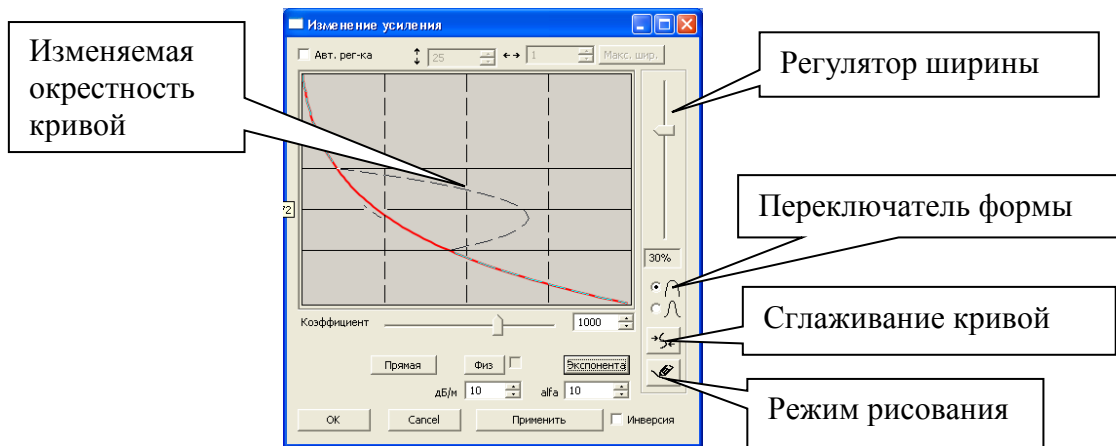 Изменяемая
окрестность
кривой
Изменение усиления
Авт. рег-ка
25
1
Макс. шир.
72
30%
Коэффициент
1000
Прямая
Физ
Экспонента
дБ/м
10
alfa
10
OK
Cancel
Применить
Инверсия
Регулятор ширины
Переключатель формы
Сглаживание кривой
Режим рисования